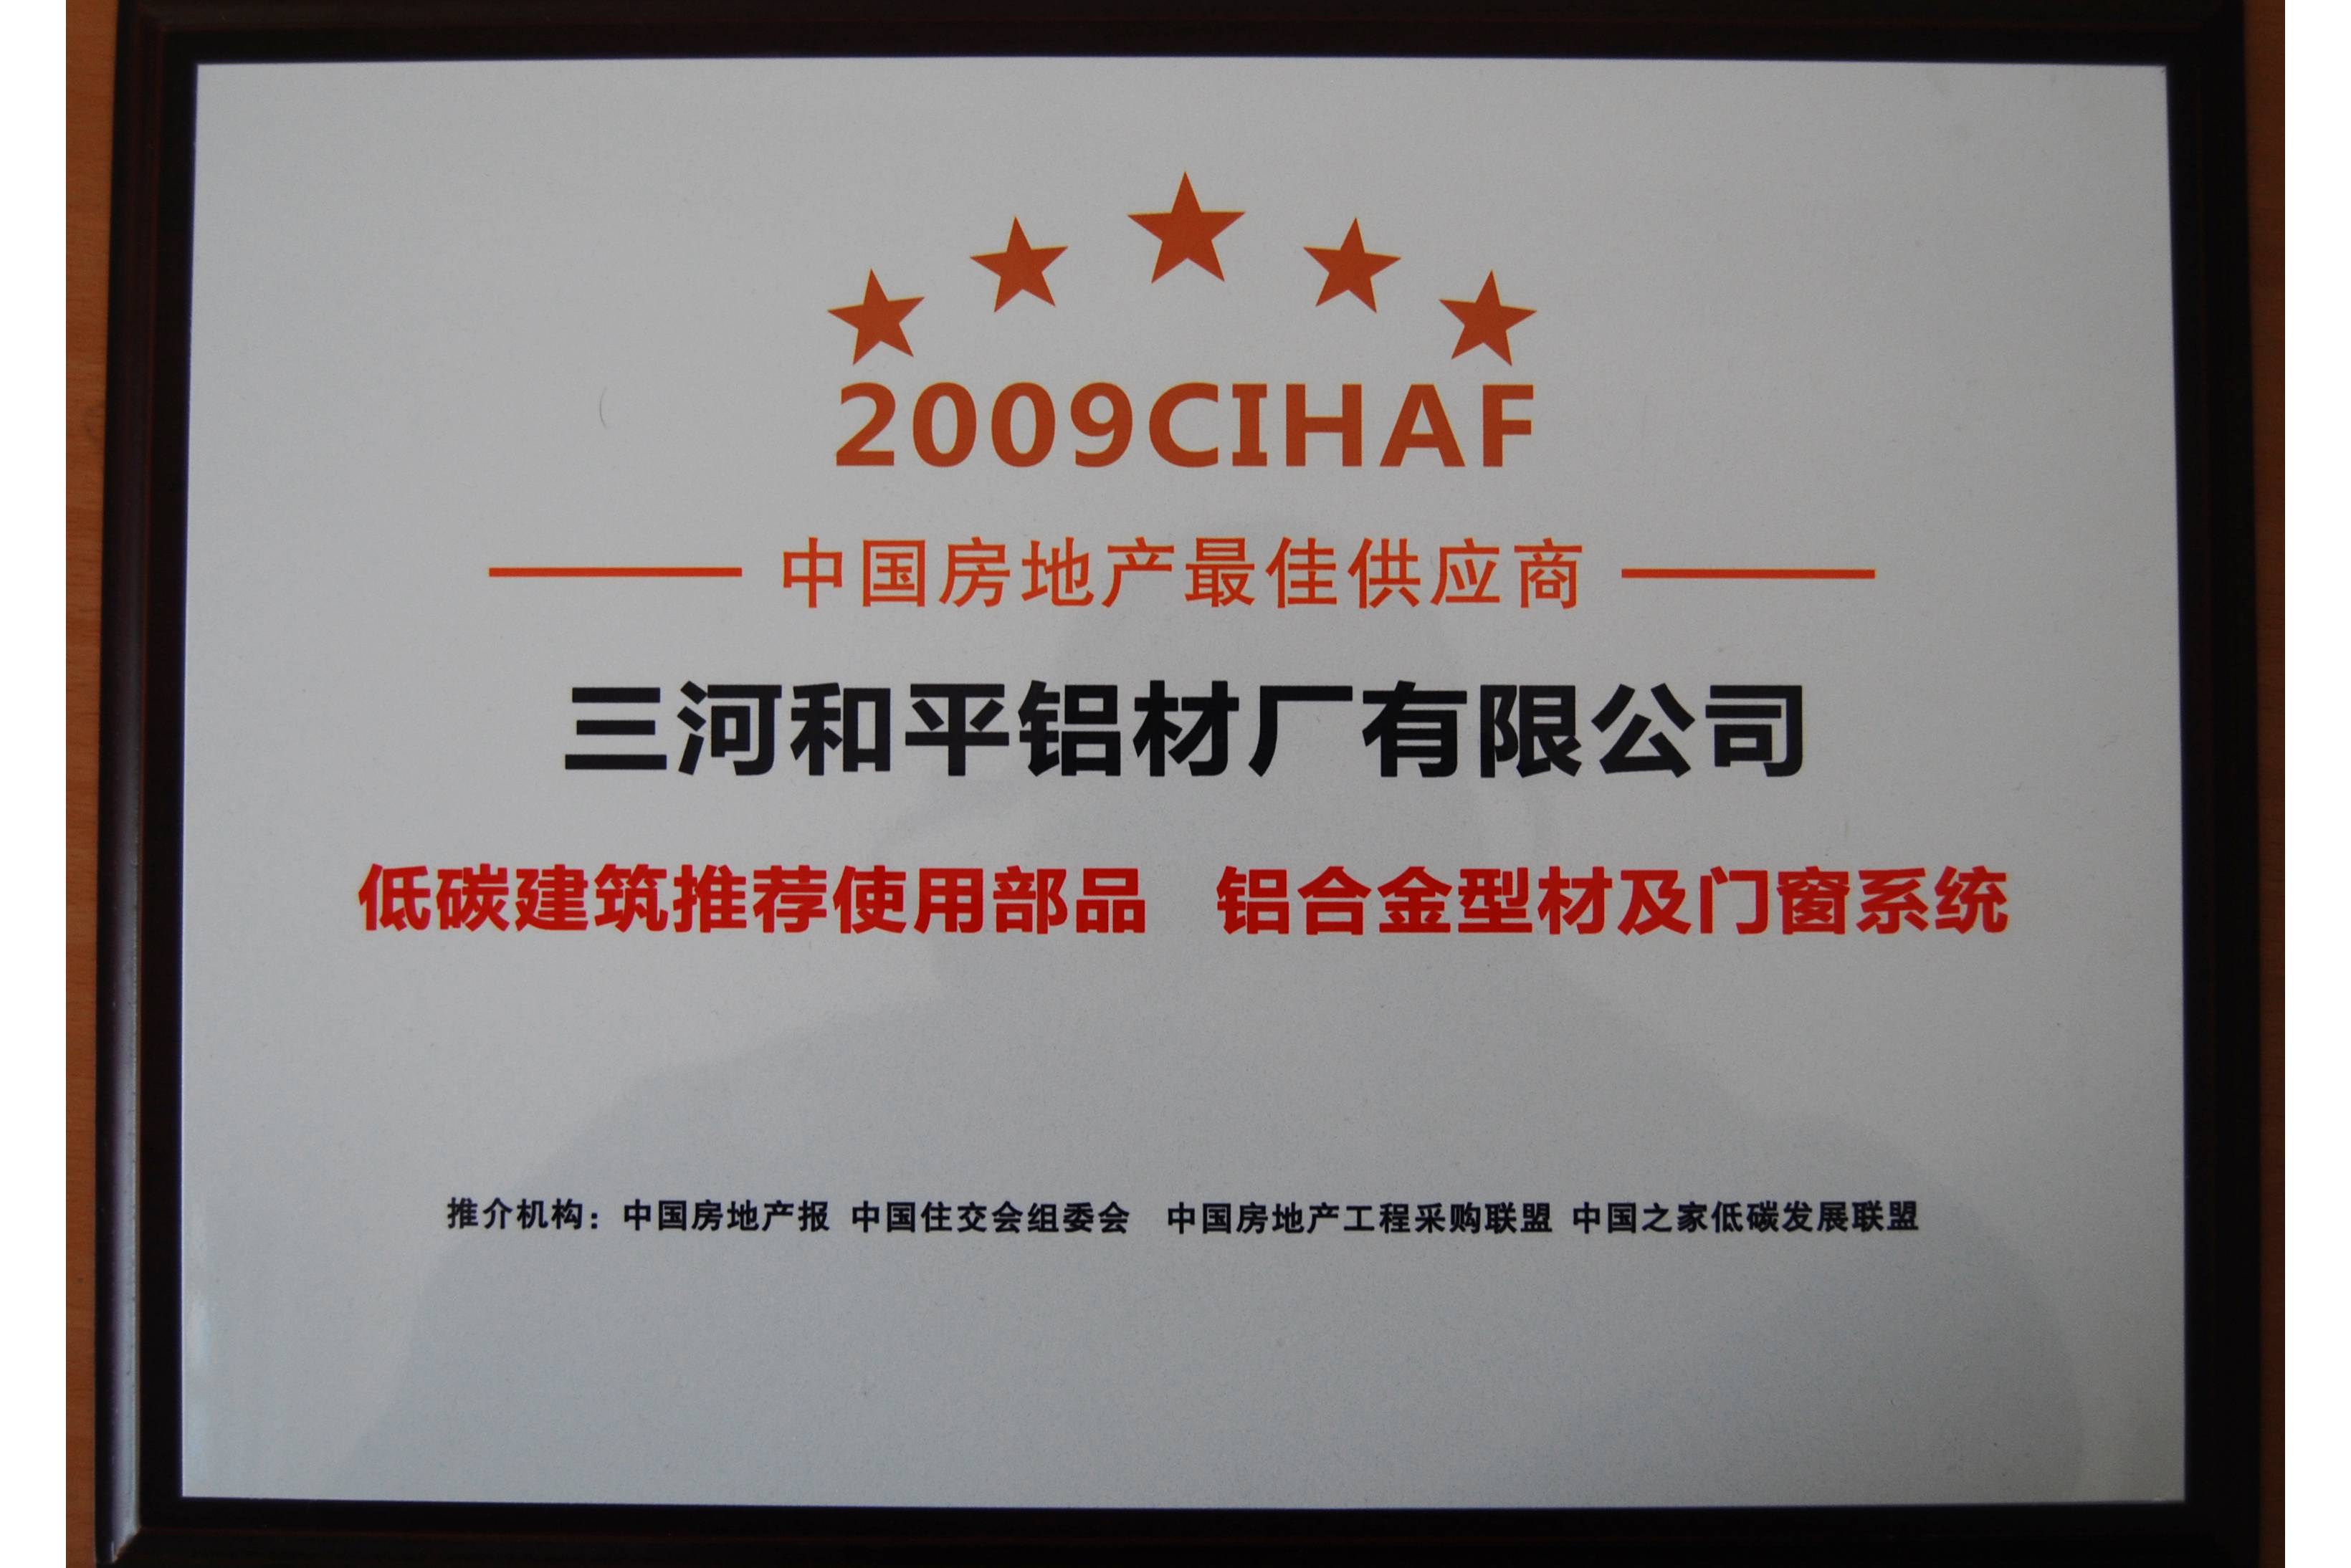 2009CIHAF
中国房地产最佳供应商
三河和平铝材厂有限公司
低碳建筑推荐使用部品 铝合金型材及门窗系统
推介机构：中国房地产报 中国住交会组委会 中国房地产工程采购联盟 中国之家低碳发展联盟